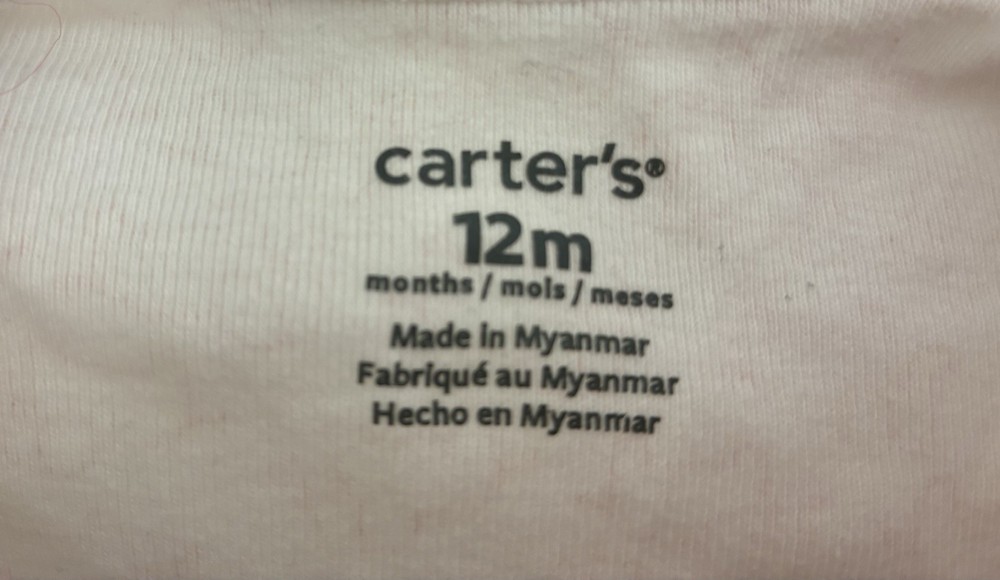 carter's®
12m
months / mois / meses
Made in Myanmar
Fabriqué au Myanmar
Hecho en Myanmar